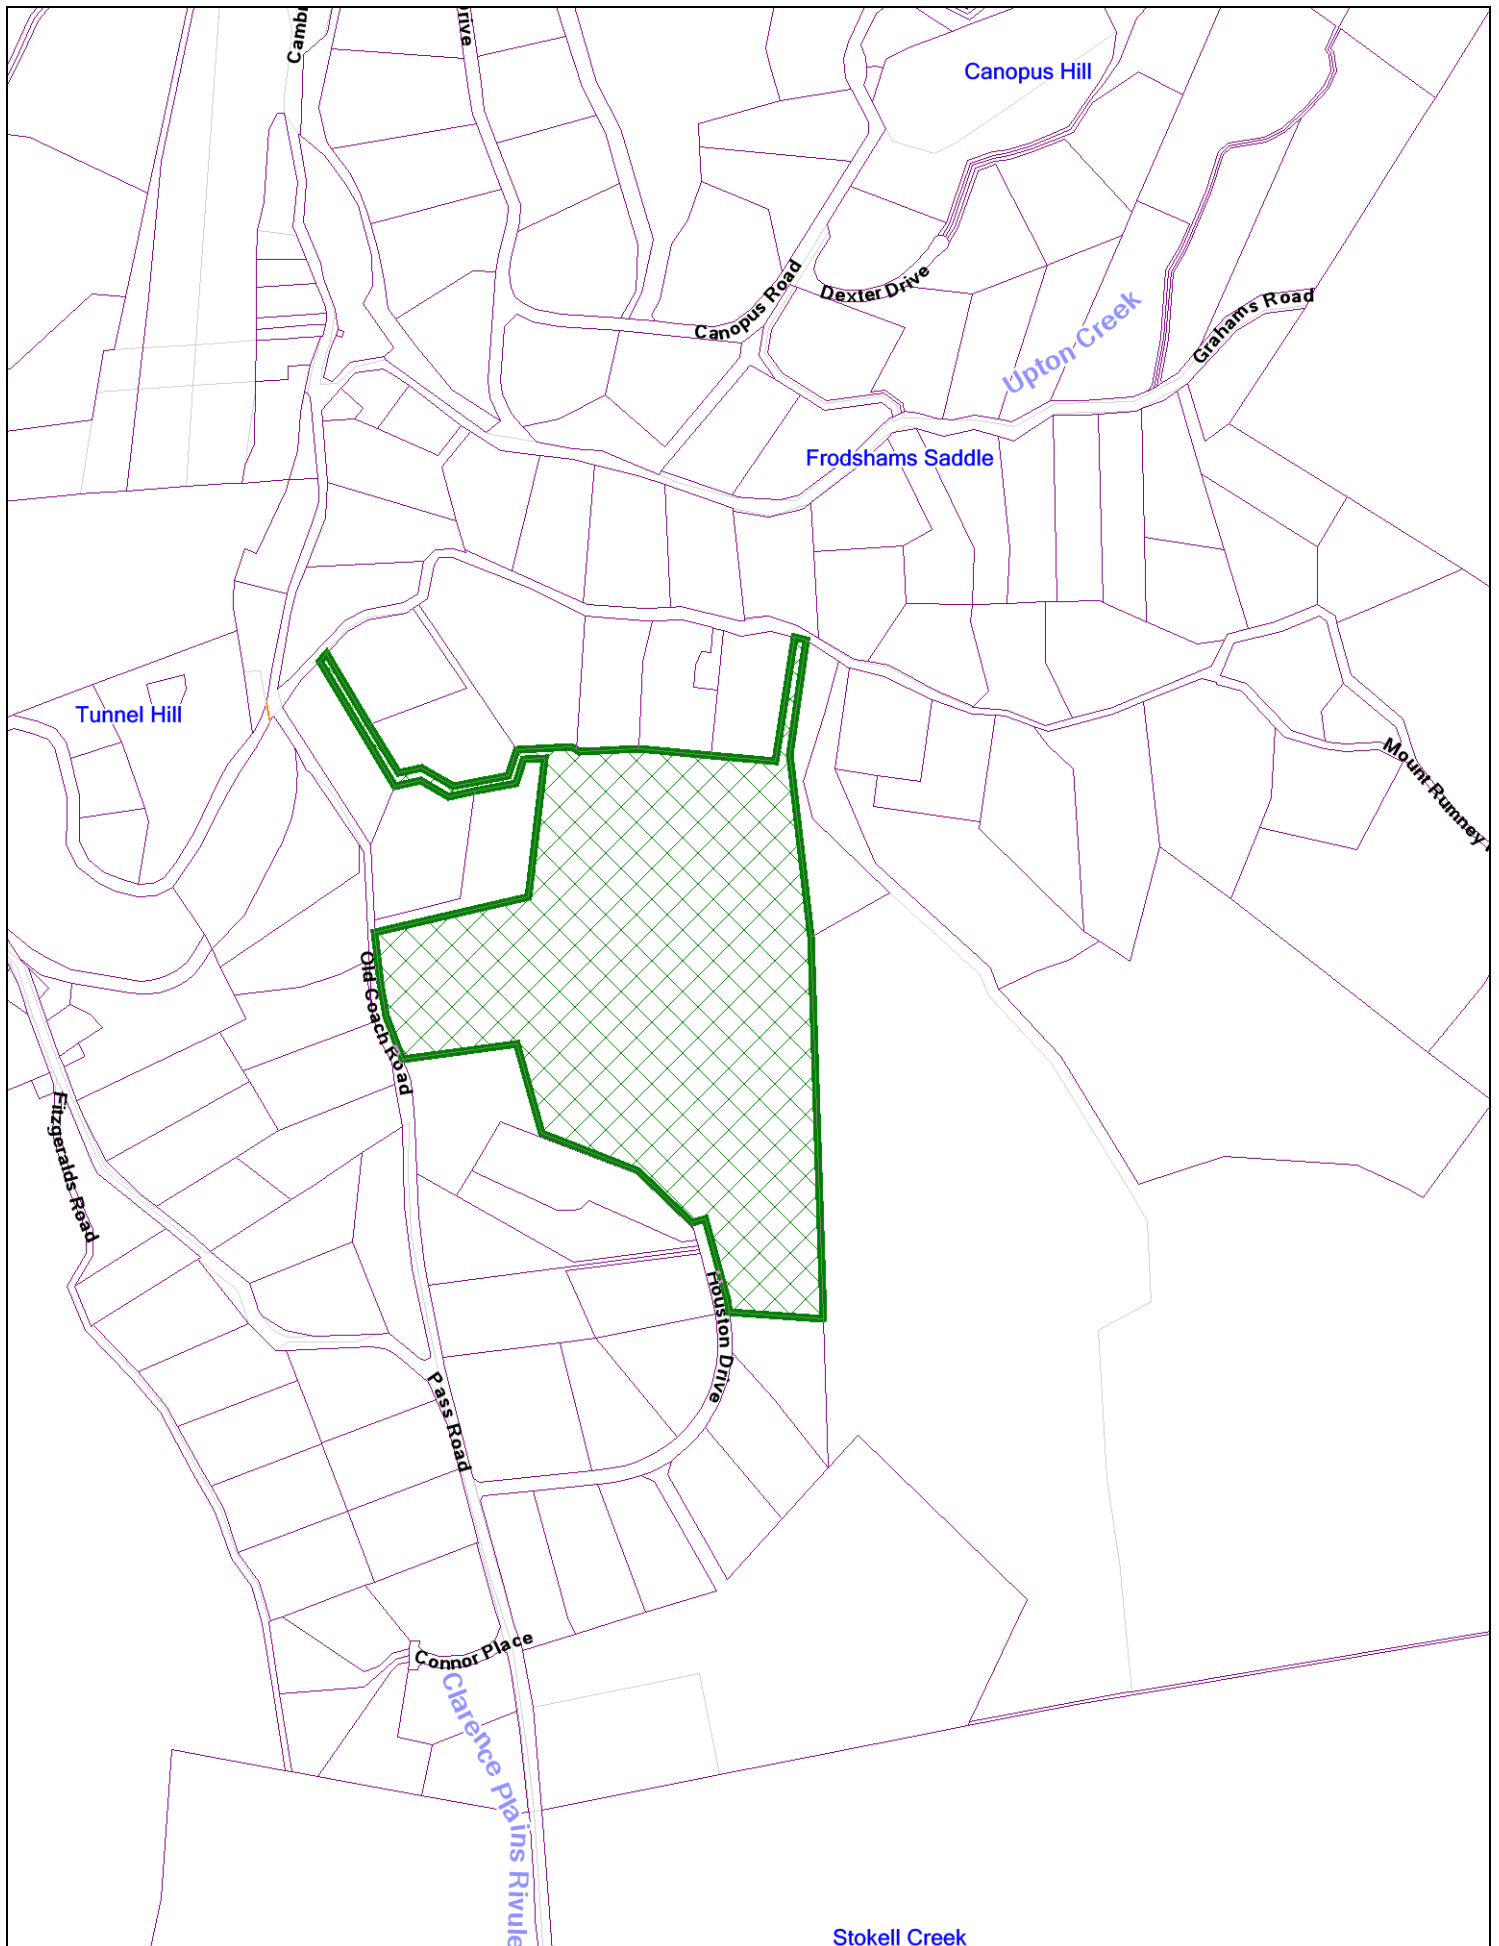 Drive
Canopus Hill
Canopus Road
Dexter Drive
Upton Creek
Grahams Road
Frodshams Saddle
Tunnel Hill
Mount Rumney
Old Coach Road
Fitzgeralds Road
Houston Drive
Pass Road
Connor Place
Clarence Plains Rivule
Stokell Creek